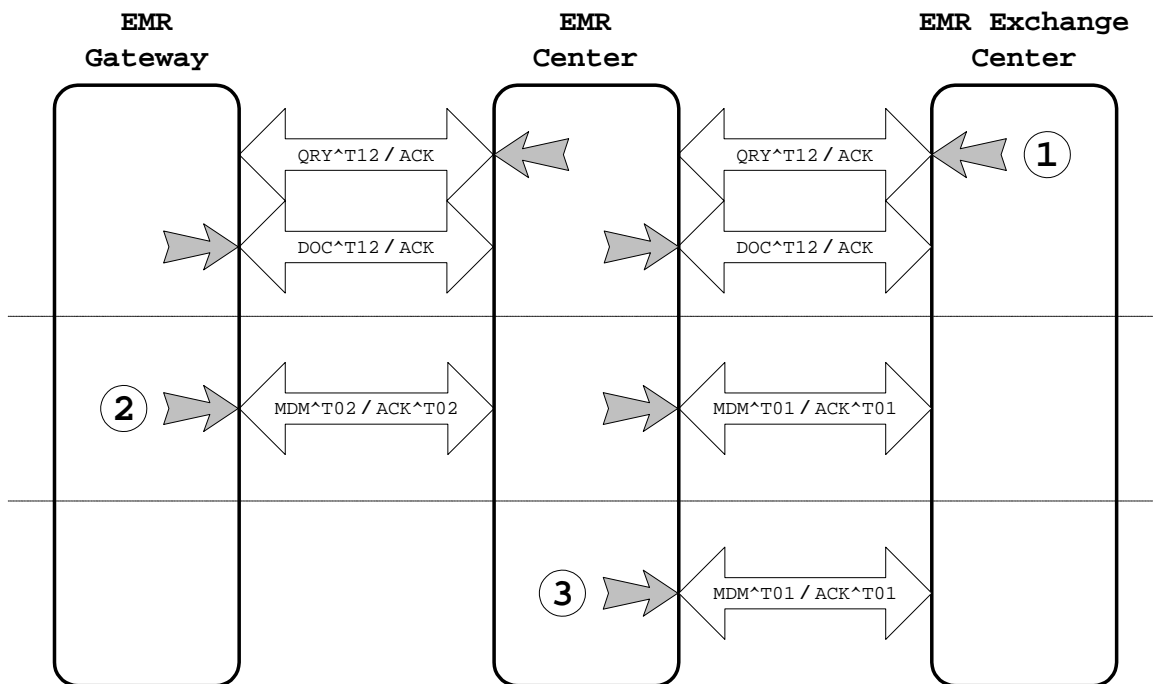 EMR
Gateway
EMR
Center
EMR Exchange
Center
QRY^T12 / ACK
QRY^T12 / ACK
1
DOC^T12 / ACK
DOC^T12 / ACK
2
MDM^T02 / ACK^T02
MDM^T01 / ACK^T01
3
MDM^T01 / ACK^T01